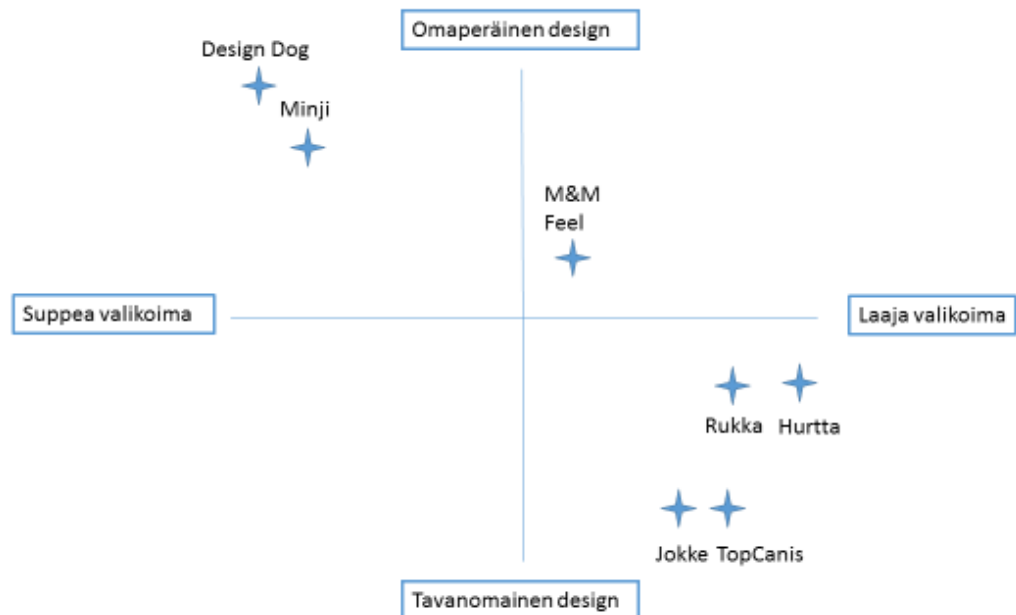 Omaperäinen design
Design Dog
Minji
M&M
Feel
Suppea valikoima
Laaja valikoima
Rukka
Hurtta
Jokke
TopCanis
Tavanomainen design